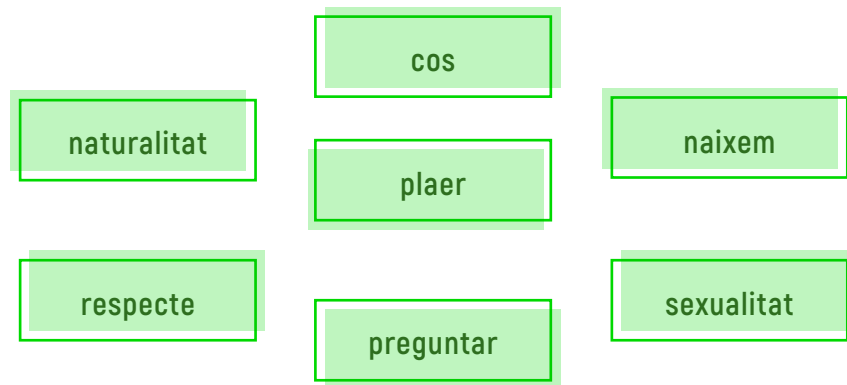 cos
naturalitat
naixem
plaer
respecte
sexualitat
preguntar